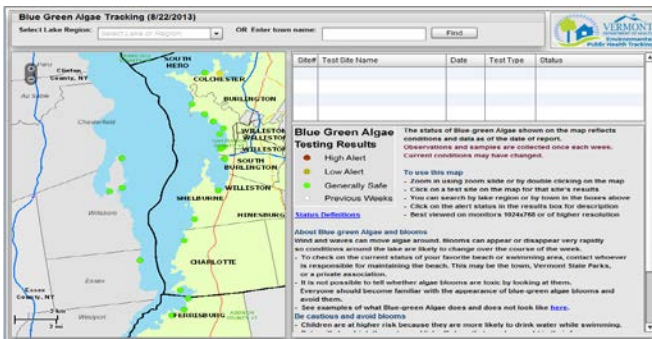 Blue Green Algae Tracking (8/22/2013)
Select Lake Region:
Select Lake or Region
OR Enter town name:
Find
VERMONT
DEPARTMENT OF HEALTH
Environmental
Public Health Tracking
Site# Test Site Name Date Test Type Status
Peru
Clinton
County, NY
Au Sable
Chesterfield
Willsboro
Essex
Essex
County, NY
Westport
SOUTH
HERO
COLCHESTER
BURLINGTON
WILLISTON
WILLISTON
WILLISTON
SOUTH
BURLINGTON
WILLISTON
SHELBURNE
HINESBURG
CHARLOTTE
FERRISBURG
Blue Green Algae
Testing Results
High Alert
Low Alert
Generally Safe
Previous Weeks
Status Definitions
The status of Blue-green Algae shown on the map reflects
conditions and data as of the date of report.
Observations and samples are collected once each week.
Current conditions may have changed.
To use this map
- Zoom in using zoom slide or by double clicking on the map
- Click on a test site on the map for that site's results
- You can search by lake region or by town in the boxes above
- Click on the alert status in the results box for description
- Best viewed on monitors 1024x768 or of higher resolution
About Blue green Algae and blooms
Wind and waves can move algae around. Blooms can appear or disappear very rapidly
so conditions around the lake are likely to change over the course of the week.
- To check on the current status of your favorite beach or swimming area, contact whoever
is responsible for maintaining the beach. This may be the town, Vermont State Parks,
or a private association.
- It is not possible to tell whether algae blooms are toxic by looking at them.
Everyone should become familiar with the appearance of blue-green algae blooms and
avoid them.
- See examples of what Blue-green Algae does and does not look like here.
Be cautious and avoid blooms
- Children are at higher risk because they are more likely to drink water while swimming.